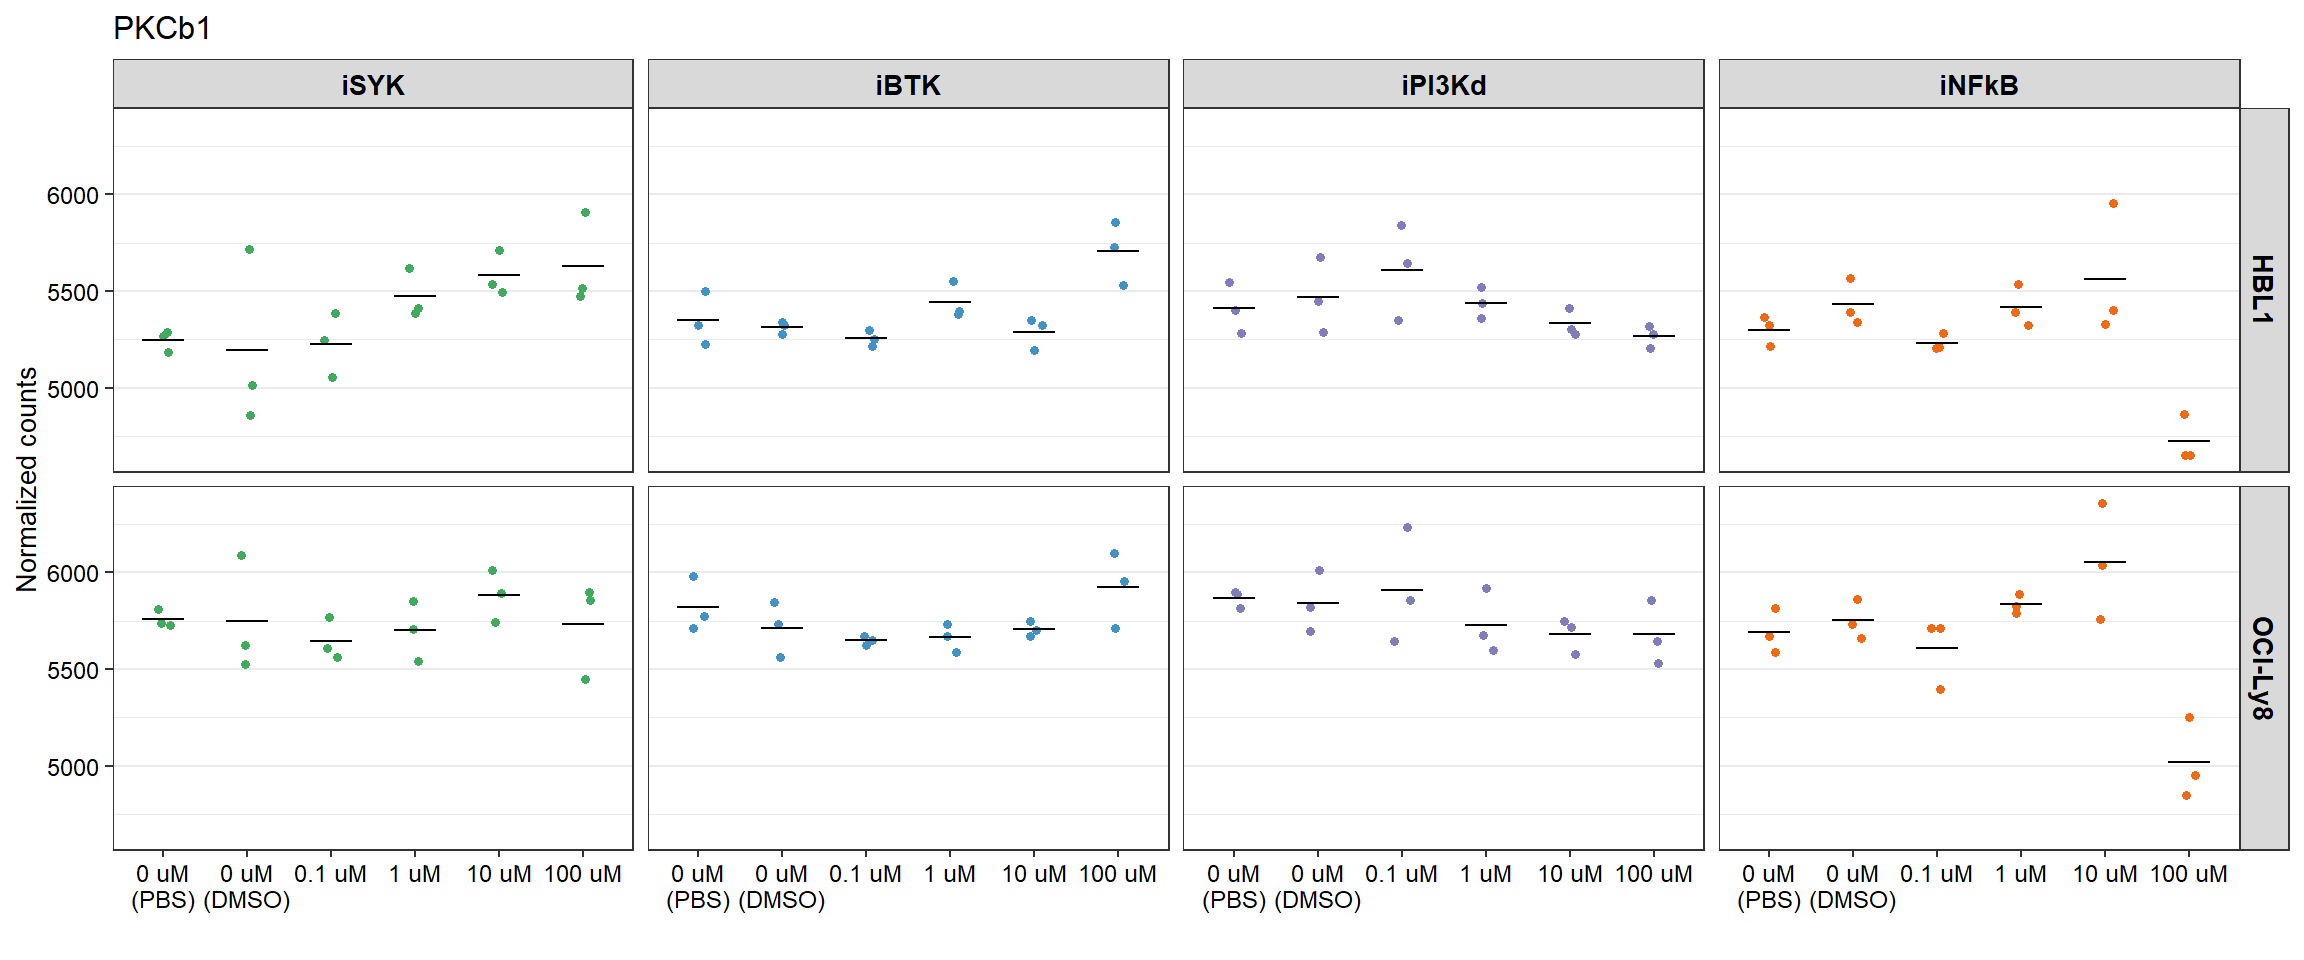 PKCb1
iSYK iBTK iPI3Kd iNFkB
HBL1
6000
5500
5000
Normalized counts
OCI-Ly8
6000
5500
5000
0 uM 0 uM 0.1 uM 1 uM 10 uM 100 uM 0 uM 0 uM 0.1 uM 1 uM 10 uM 100 uM 0 uM 0 uM 0.1 uM 1 uM 10 uM 100 uM 0 uM 0 uM 0.1 uM 1 uM 10 uM 100 uM
(PBS) (DMSO) (PBS) (DMSO) (PBS) (DMSO) (PBS) (DMSO)